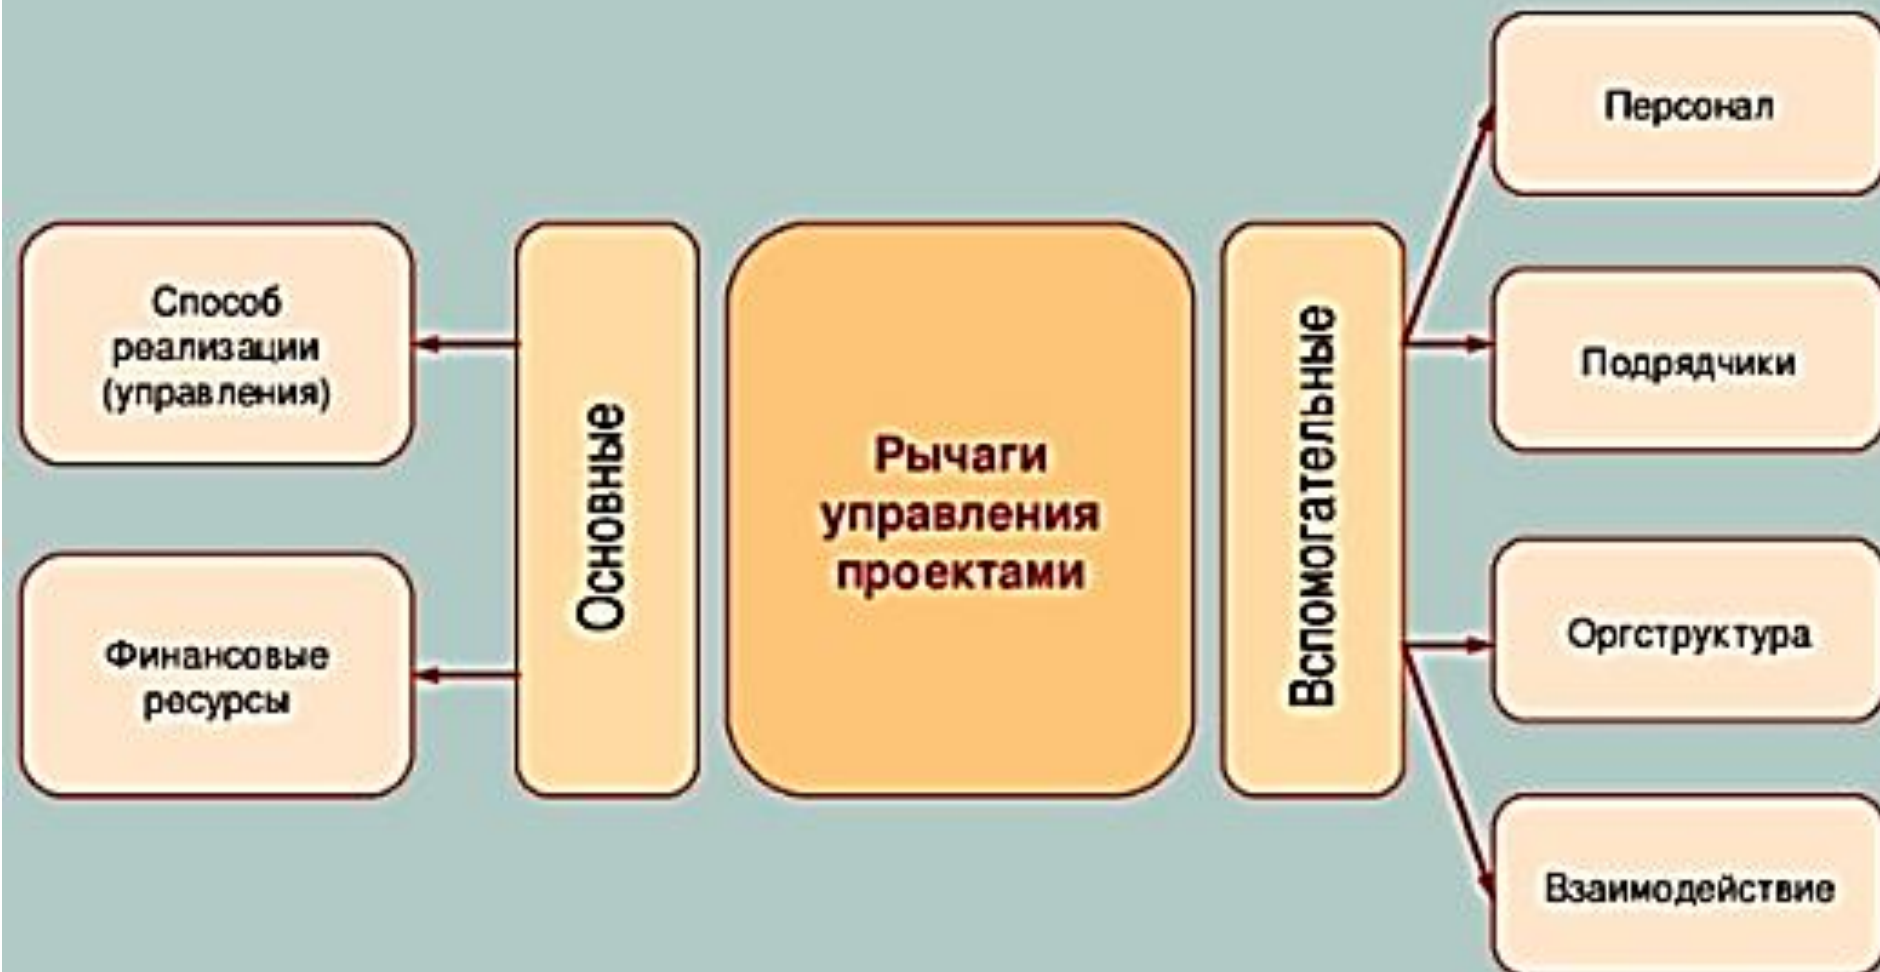 Способ
реализации
(управления)
Финансовые
ресурсы
Основные
Рычаги
управления
проектами
Вспомогательные
Персонал
Подрядчики
Оргструктура
Взаимодействие